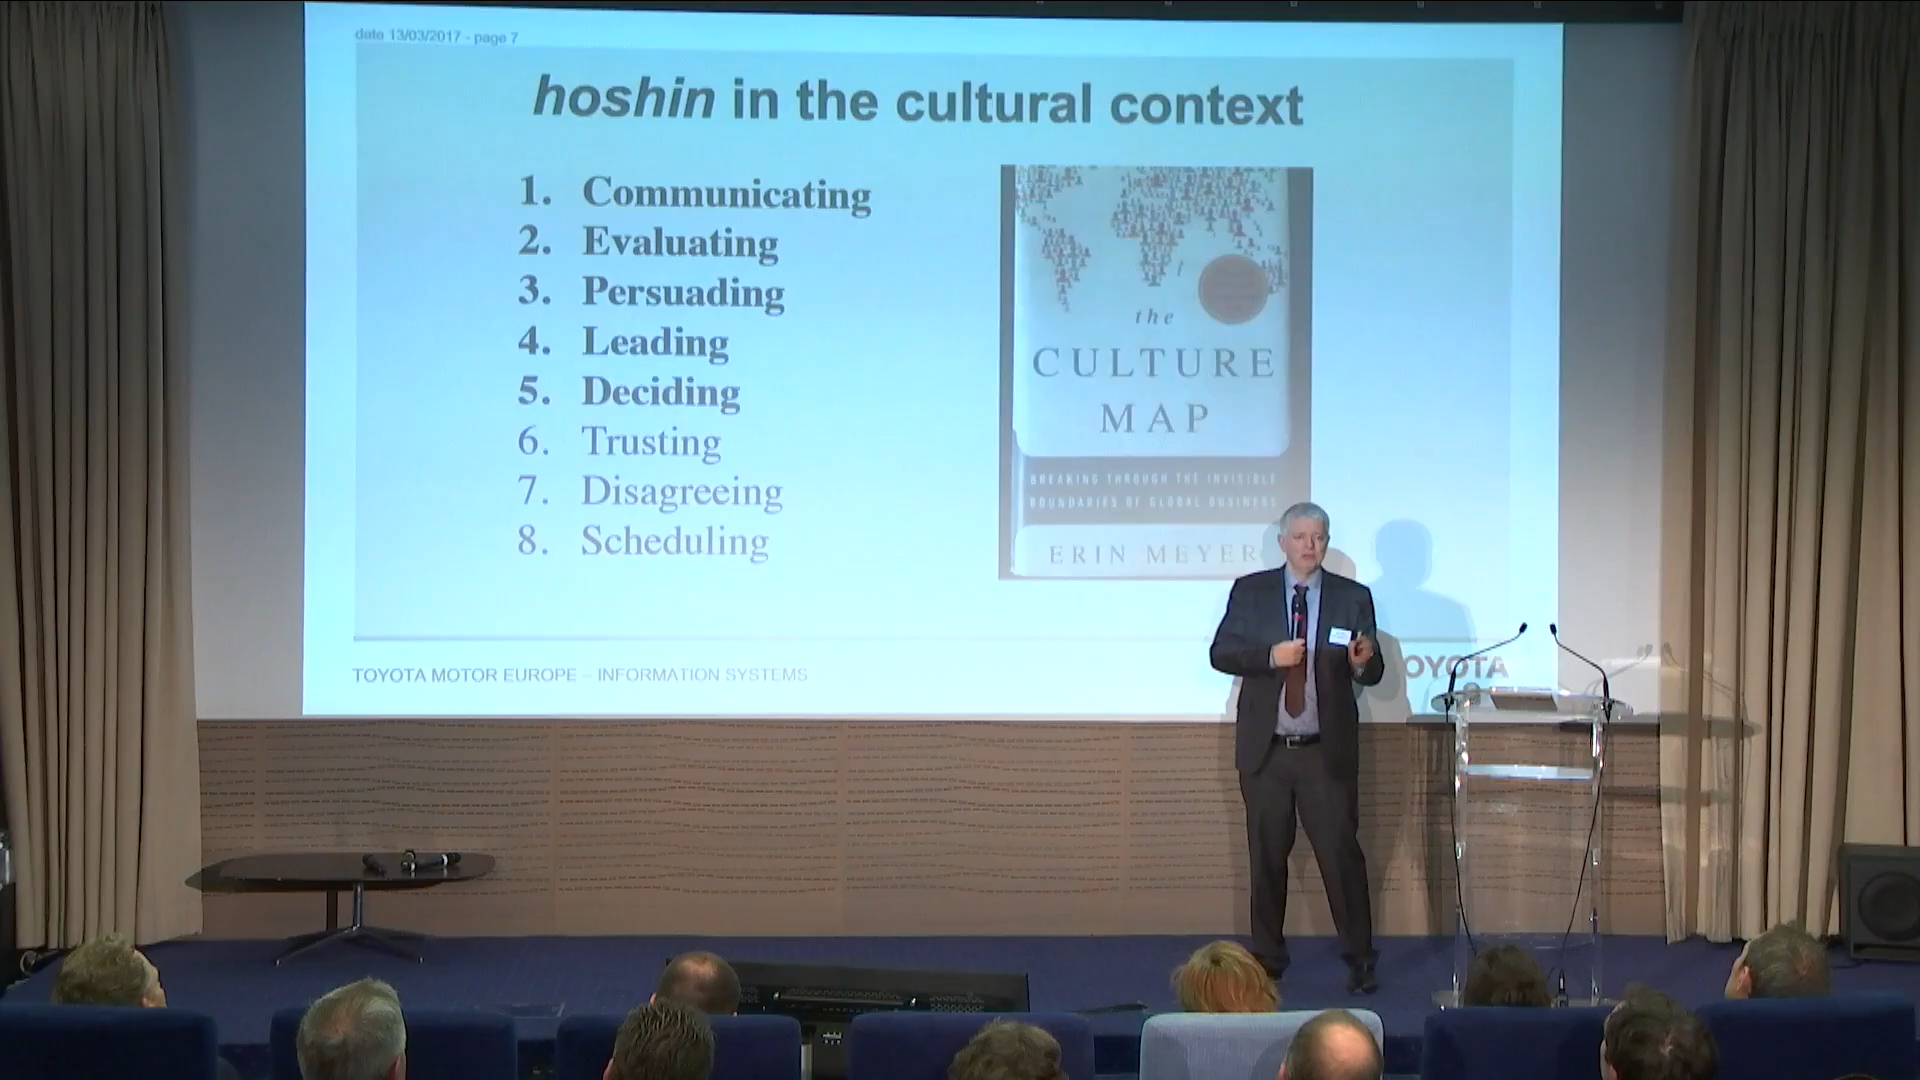 date 13/03/2017 - page 7
hoshin in the cultural context
1. Communicating
2. Evaluating
3. Persuading
4. Leading
5. Deciding
6. Trusting
7. Disagreeing
8. Scheduling
the
CULTURE
MAP
BREAKING THROUGH THE INVISIBLE
BOUNDARIES OF GLOBAL BUSINESS
ERIN MEYER
TOYOTA MOTOR EUROPE – INFORMATION SYSTEMS
OYOTA